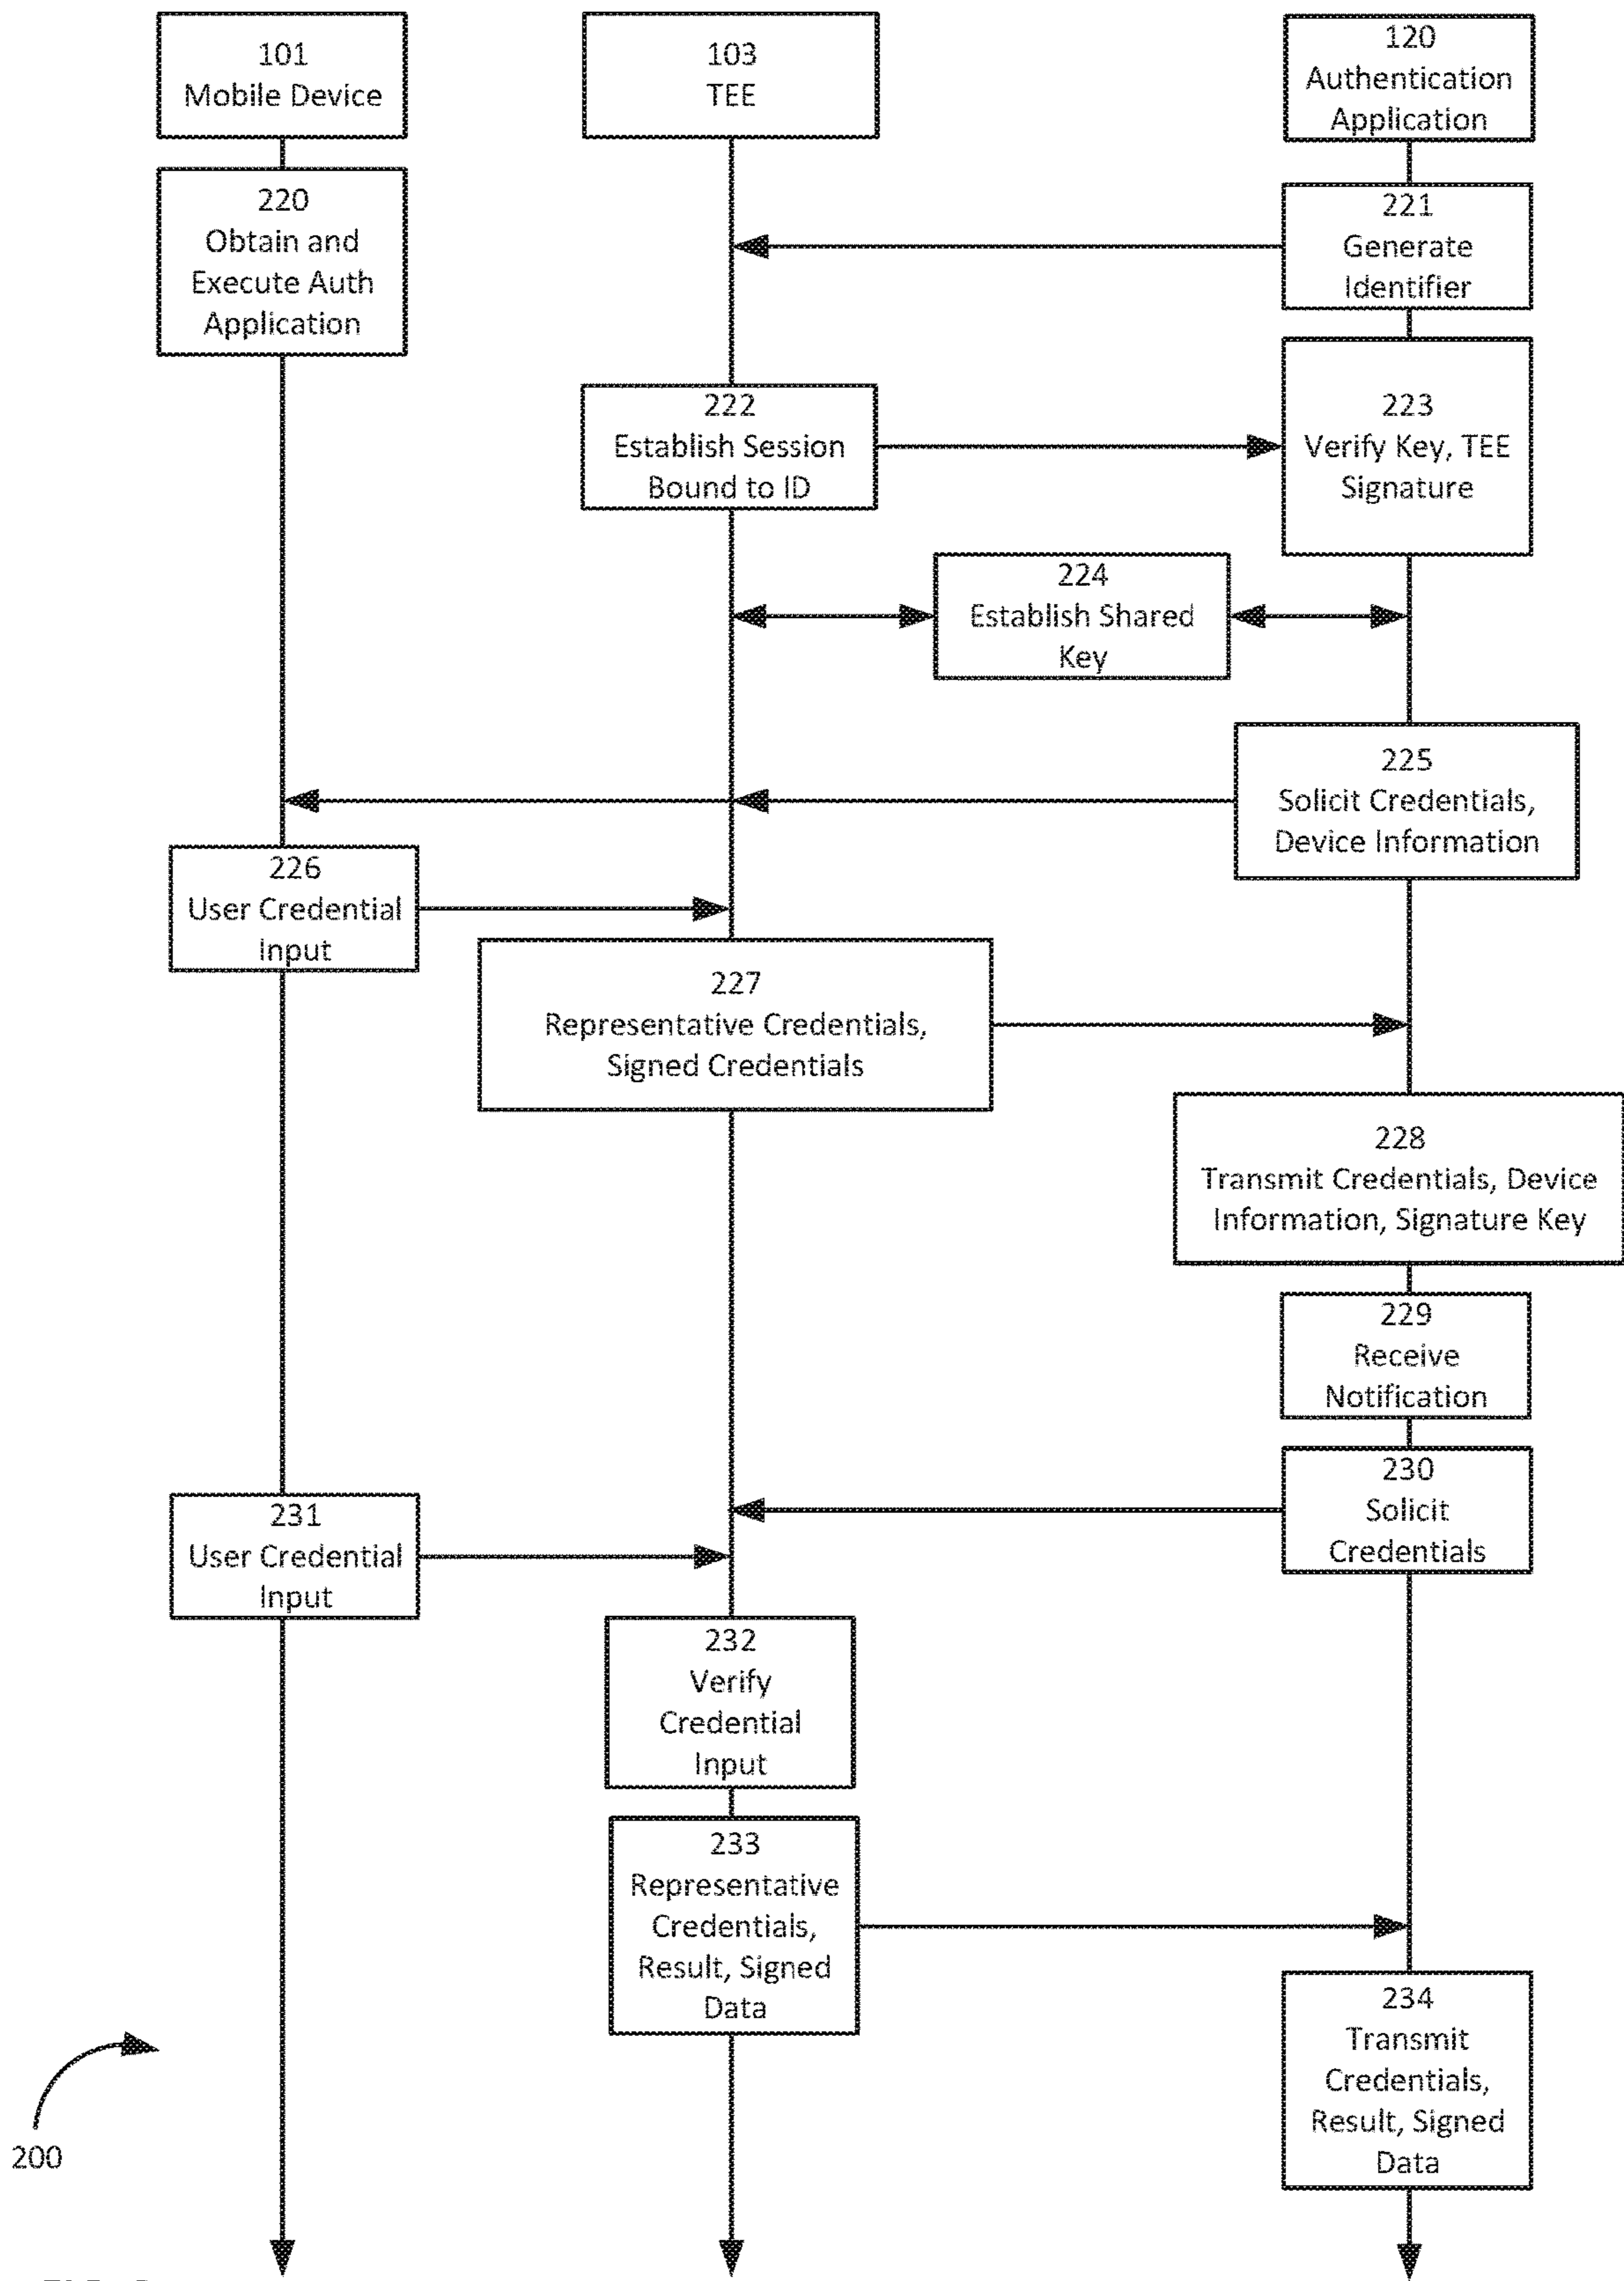 101
Mobile Device
103
TEE
120
Authentication
Application
220
Obtain and
Execute Auth
Application
221
Generate
Identifier
222
Establish Session
Bound to ID
223
Verify Key, TEE
Signature
224
Establish Shared
Key
225
Solicit Credentials,
Device Information
226
User Credential
Input
227
Representative Credentials,
Signed Credentials
228
Transmit Credentials, Device
Information, Signature Key
229
Receive
Notification
230
Solicit
Credentials
231
User Credential
Input
232
Verify
Credential
Input
233
Representative
Credentials,
Result, Signed
Data
234
Transmit
Credentials,
Result, Signed
Data
200